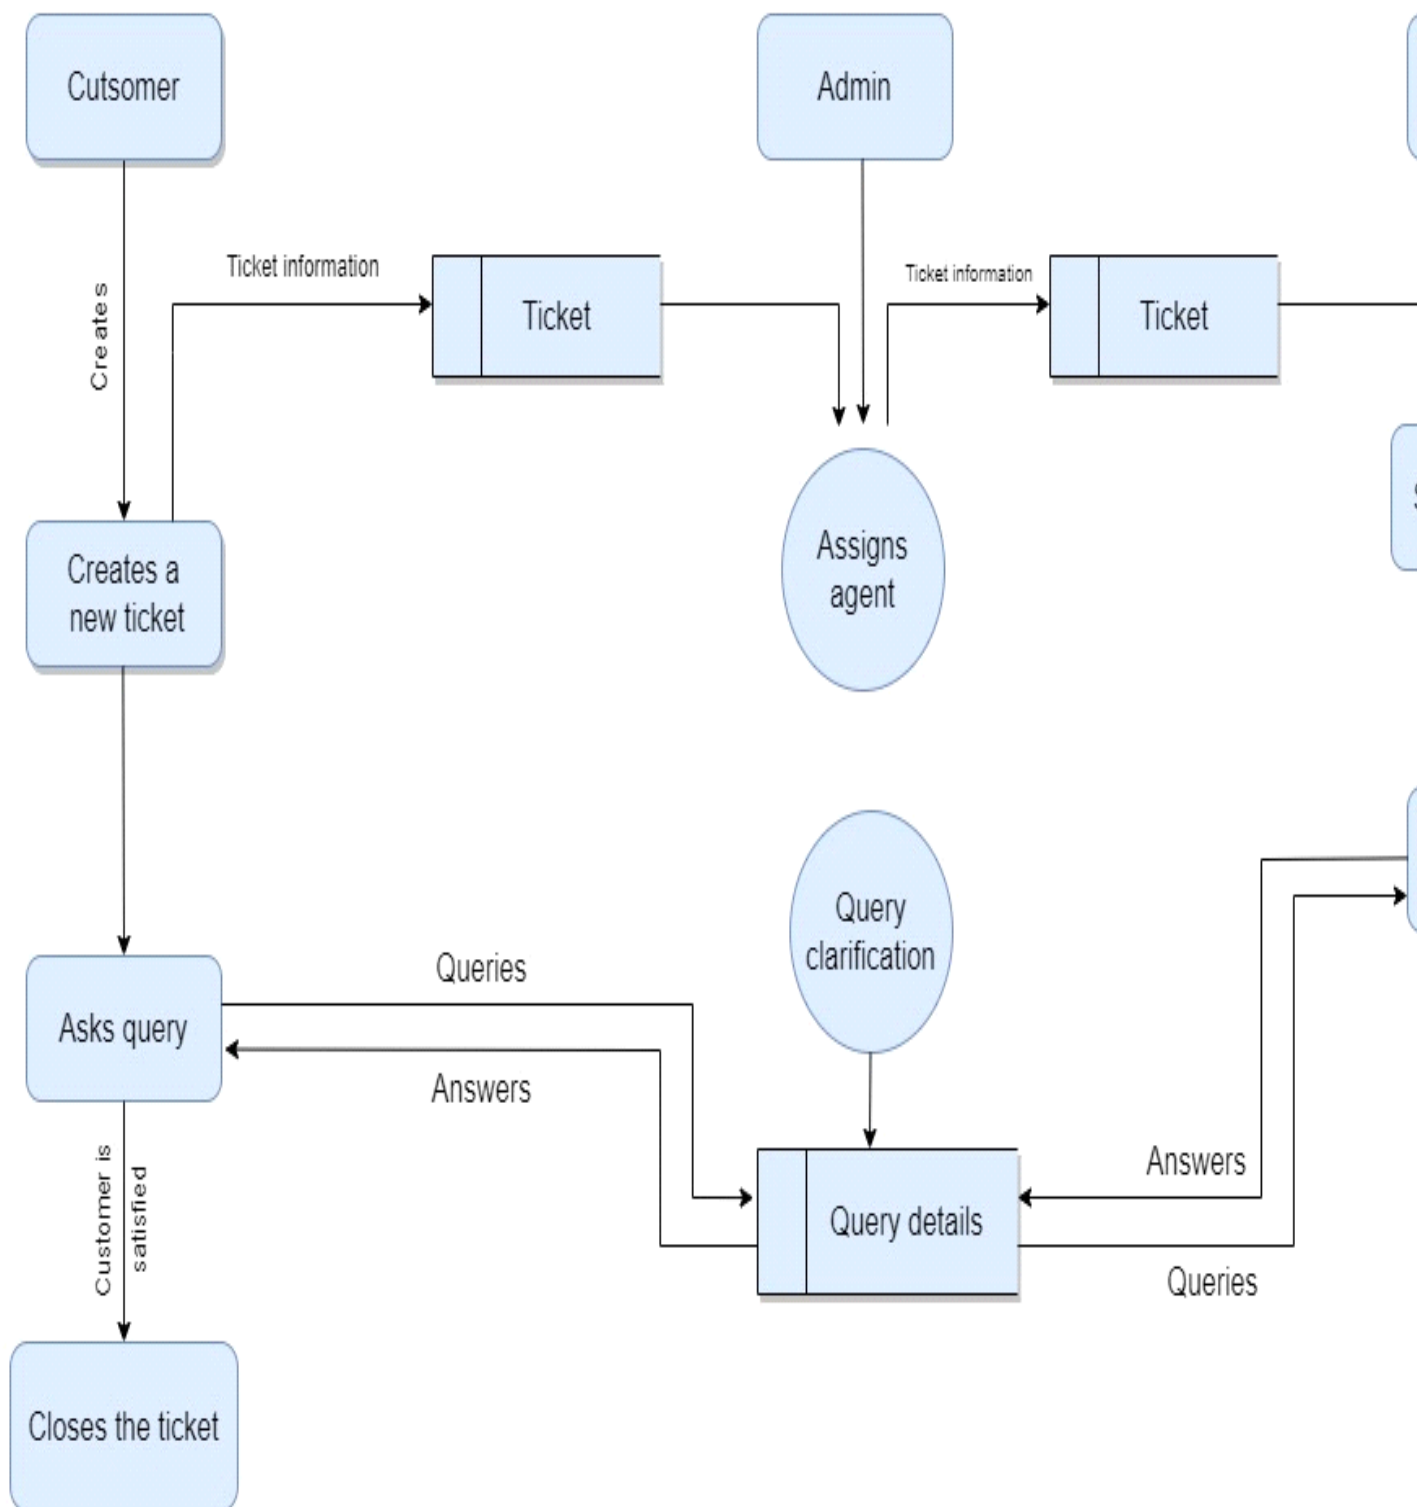 Cutsomer
Admin
Creates
Ticket information
Ticket
Ticket information
Ticket
Creates a
new ticket
Assigns
agent
Query
clarification
Asks query
Queries
Answers
Customer is
satisfied
Query details
Answers
Queries
Closes the ticket